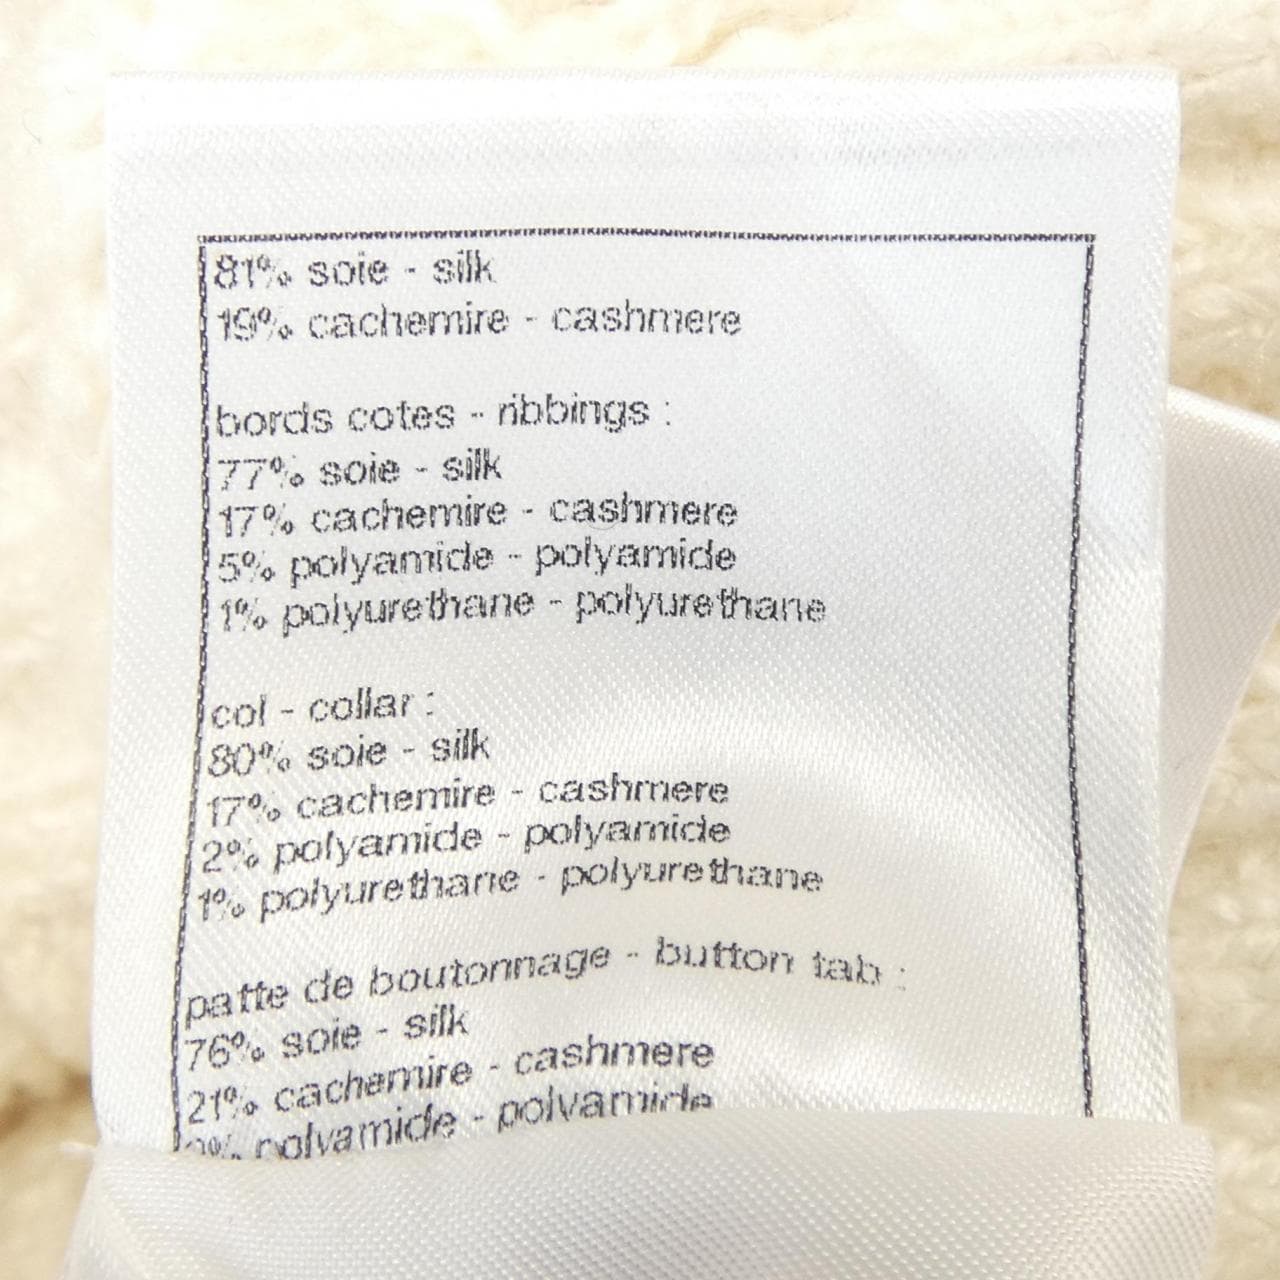 81% soie - silk
19% cachemire - cashmere
bords cotes - ribbings :
77% soie - silk
17% cachemire - cashmere
5% polyamide - polyamide
1% polyurethane - polyurethane
col - collar :
80% soie - silk
17% cachemire - cashmere
2% polyamide - polyamide
1% polyurethane - polyurethane
patte de boutonnage - button tab :
76% soie - silk
21% cachemire - cashmere
polyamide - polyamide